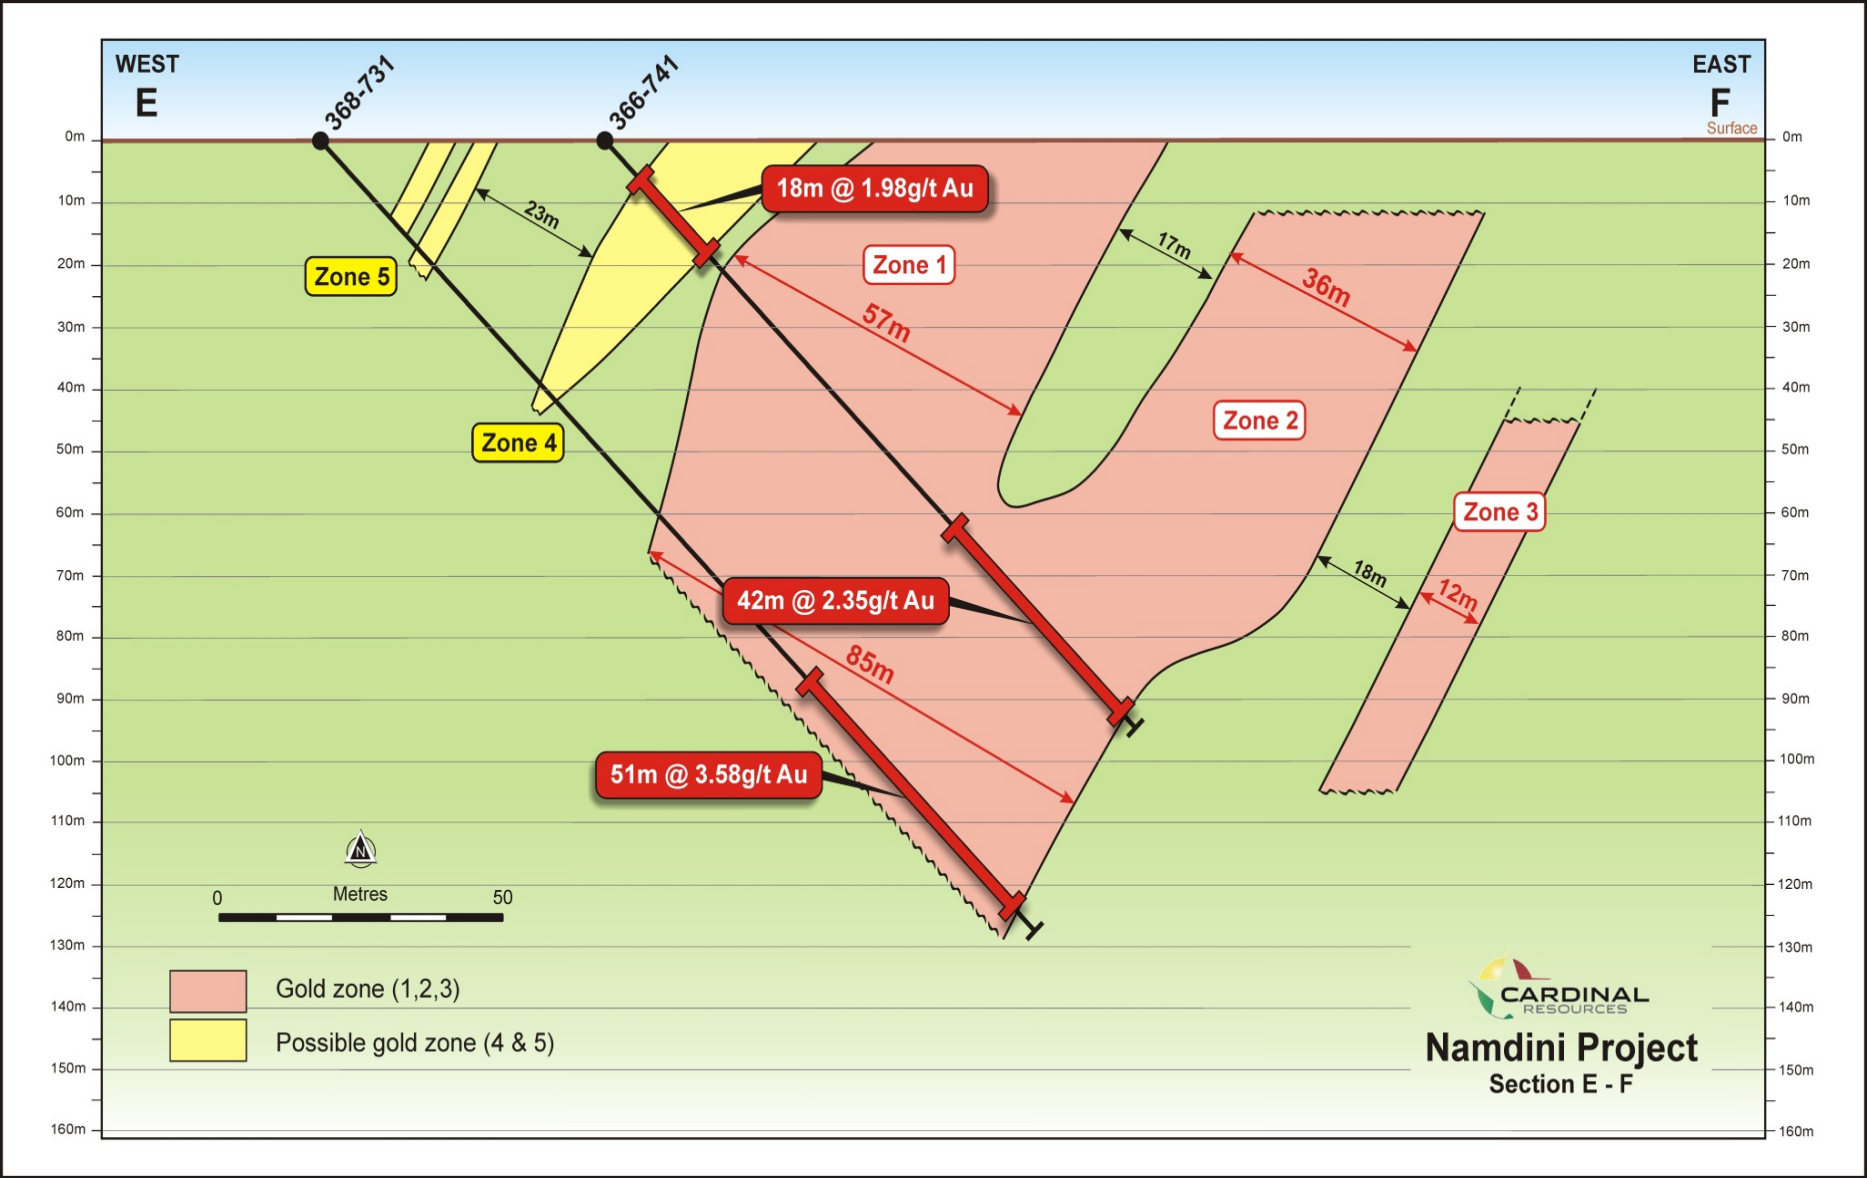 WEST
E
368-731
366-741
EAST
F
Surface
0m
10m
20m
30m
40m
50m
60m
70m
80m
90m
100m
110m
120m
130m
140m
150m
160m
0m
10m
20m
30m
40m
50m
60m
70m
80m
90m
100m
110m
120m
130m
140m
150m
160m
18m @ 1.98g/t Au
23m
Zone 5
Zone 1
17m
36m
57m
Zone 4
Zone 2
Zone 3
18m
12m
42m @ 2.35g/t Au
85m
51m @ 3.58g/t Au
N
Metres
0 50
Gold zone (1,2,3)
Possible gold zone (4 & 5)
CARDINAL
RESOURCES
Namdini Project
Section E - F